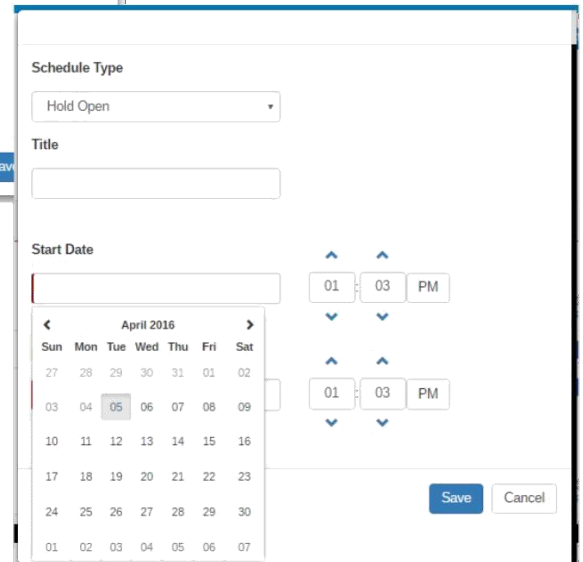 Schedule Type
Hold Open
Title
ave
Start Date
01 : 03 PM
April 2016
Sun Mon Tue Wed Thu Fri Sat
27 28 29 30 31 01 02
03 04 05 06 07 08 09
10 11 12 13 14 15 16
17 18 19 20 21 22 23
24 25 26 27 28 29 30
01 02 03 04 05 06 07
01 : 03 PM
Save Cancel